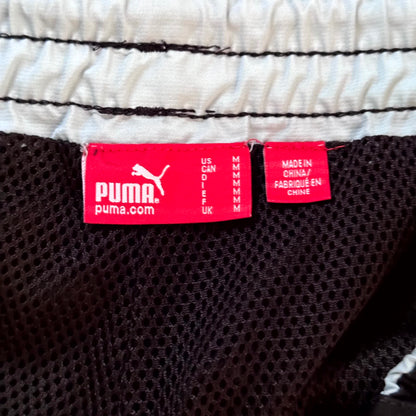 PUMA®
puma.com
US M
CAN M
D M
I M
E M
F M
UK M
MADE IN
CHINA/
FABRIQUÉ EN
CHINE